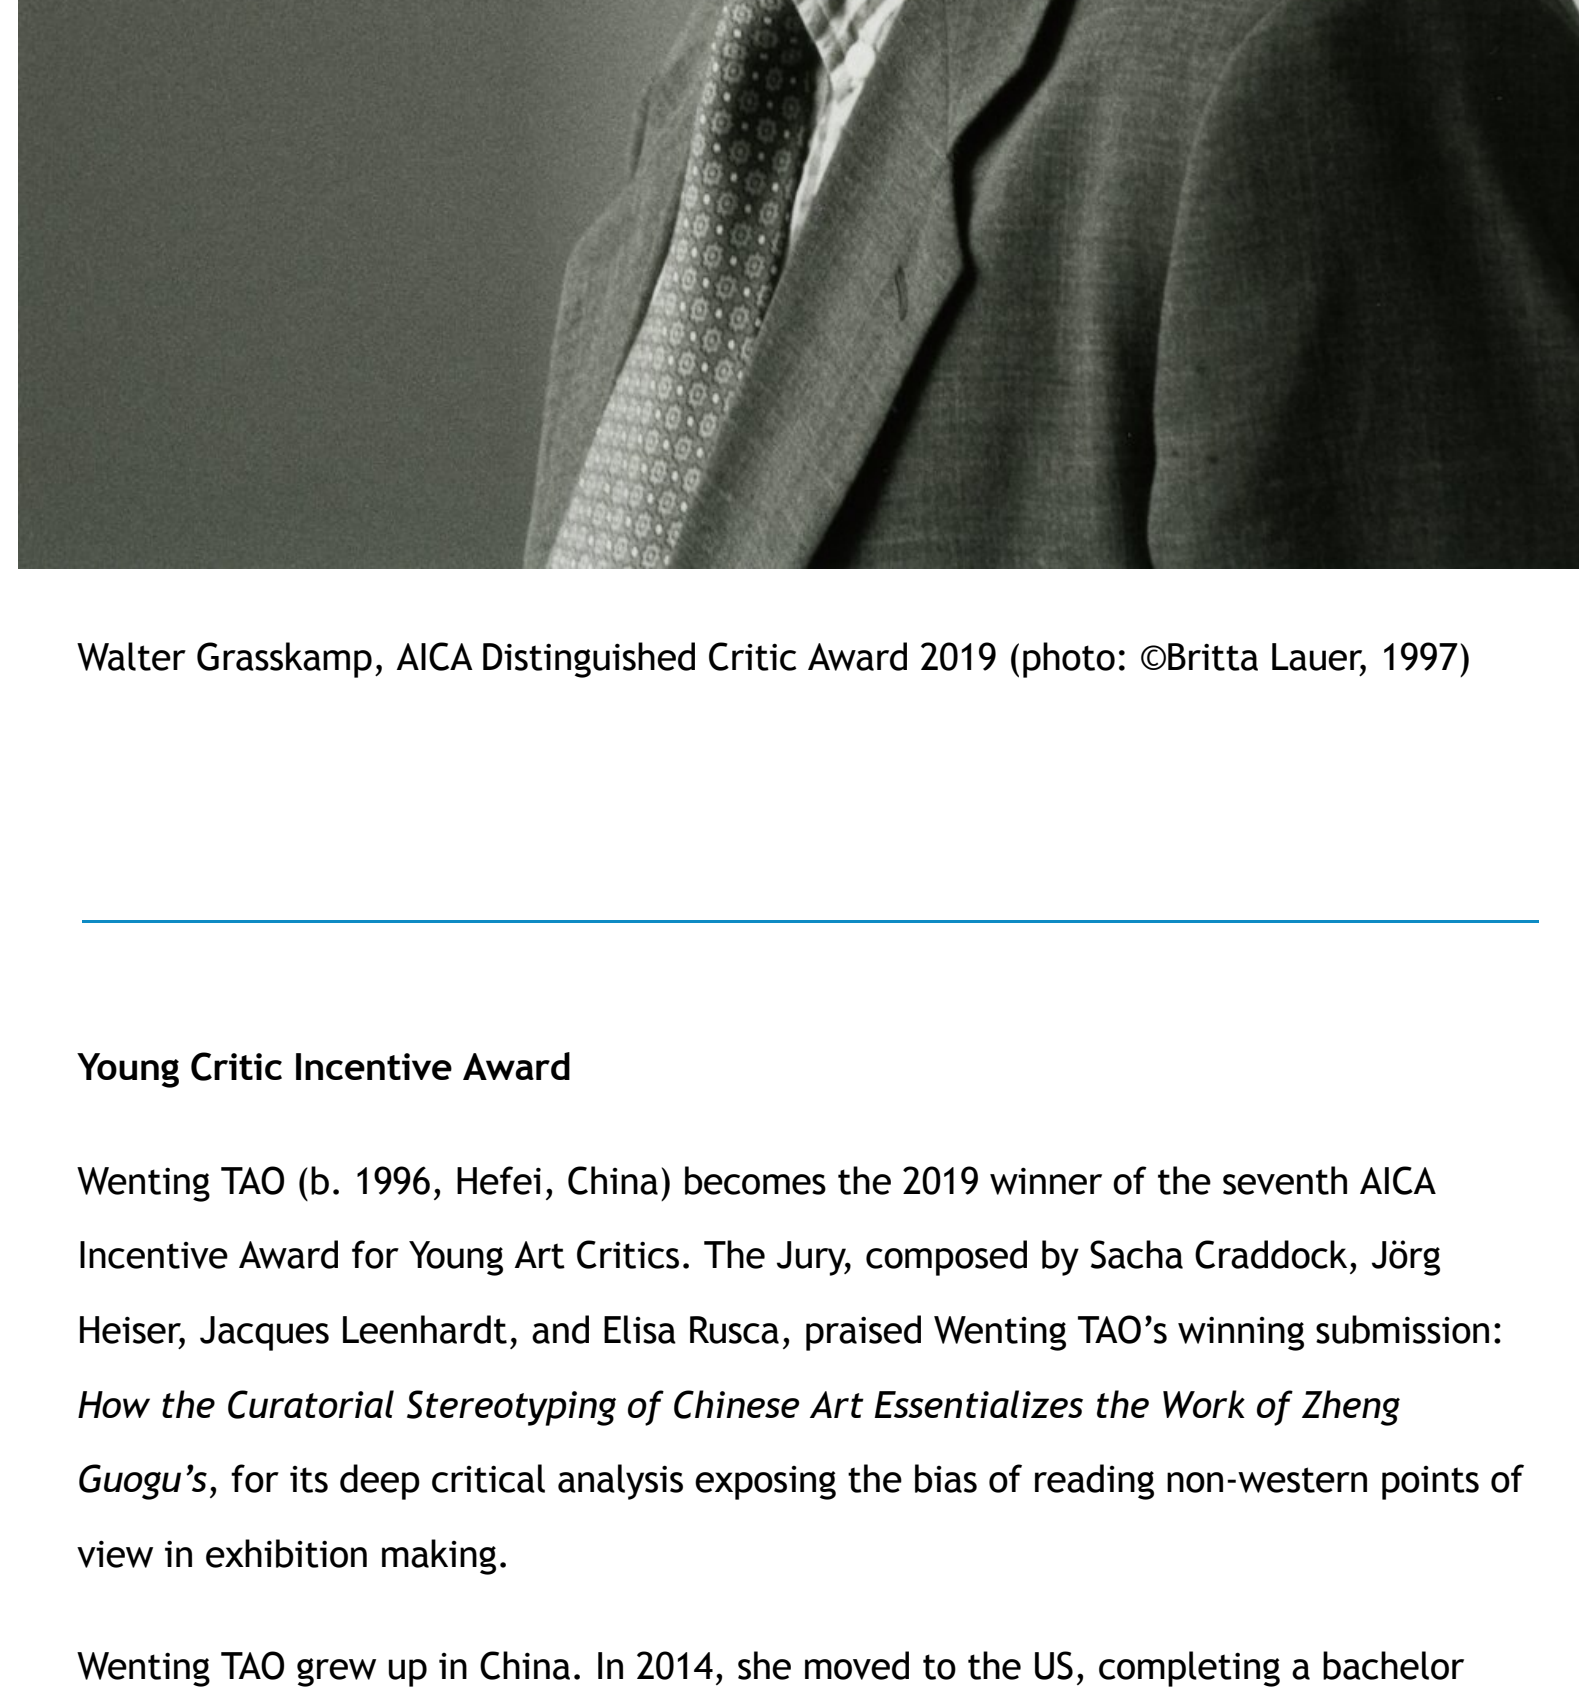 Walter Grasskamp, AICA Distinguished Critic Award 2019 (photo: ©Britta Lauer, 1997)
Young Critic Incentive Award
Wenting TAO (b. 1996, Hefei, China) becomes the 2019 winner of the seventh AICA
Incentive Award for Young Art Critics. The Jury, composed by Sacha Craddock, Jörg
Heiser, Jacques Leenhardt, and Elisa Rusca, praised Wenting TAO’s winning submission:
How the Curatorial Stereotyping of Chinese Art Essentializes the Work of Zheng
Guogu’s, for its deep critical analysis exposing the bias of reading non-western points of
view in exhibition making.
Wenting TAO grew up in China. In 2014, she moved to the US, completing a bachelor